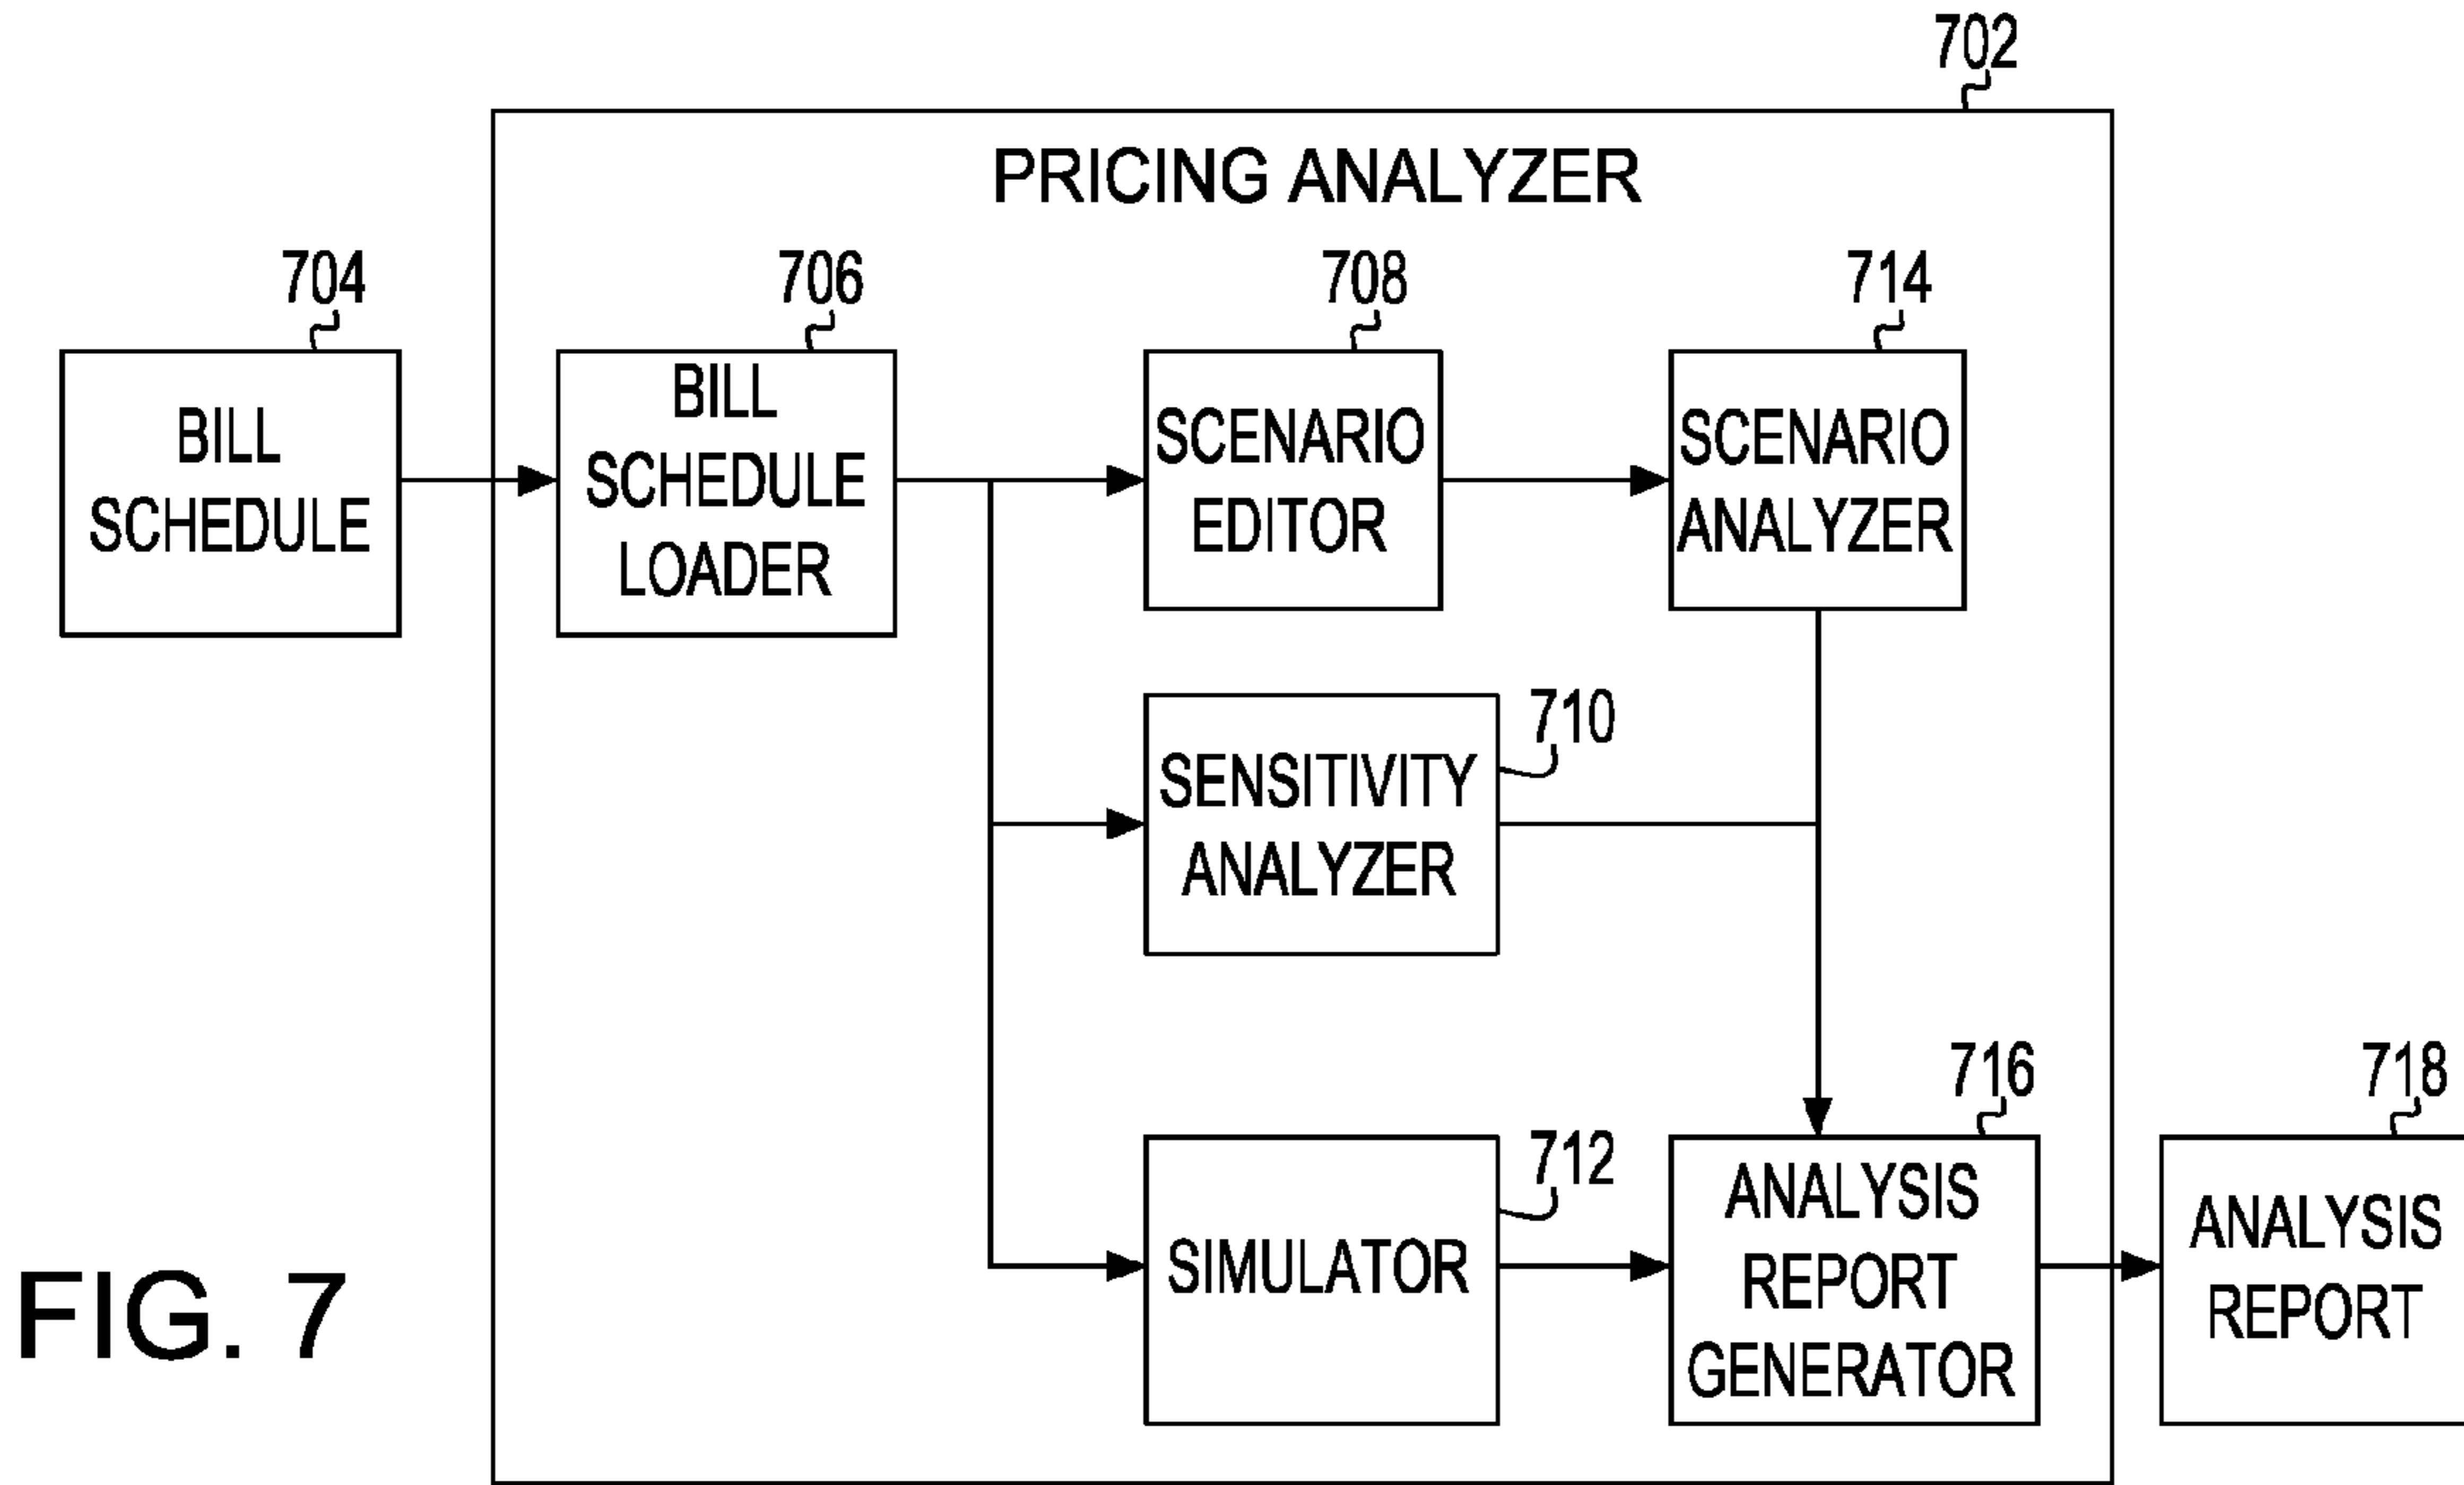 702
PRICING ANALYZER
704
706
708
714
BILL
SCHEDULE
BILL
SCHEDULE
LOADER
SCENARIO
EDITOR
SCENARIO
ANALYZER
710
SENSITIVITY
ANALYZER
712
SIMULATOR
716
ANALYSIS
REPORT
GENERATOR
718
ANALYSIS
REPORT
FIG. 7